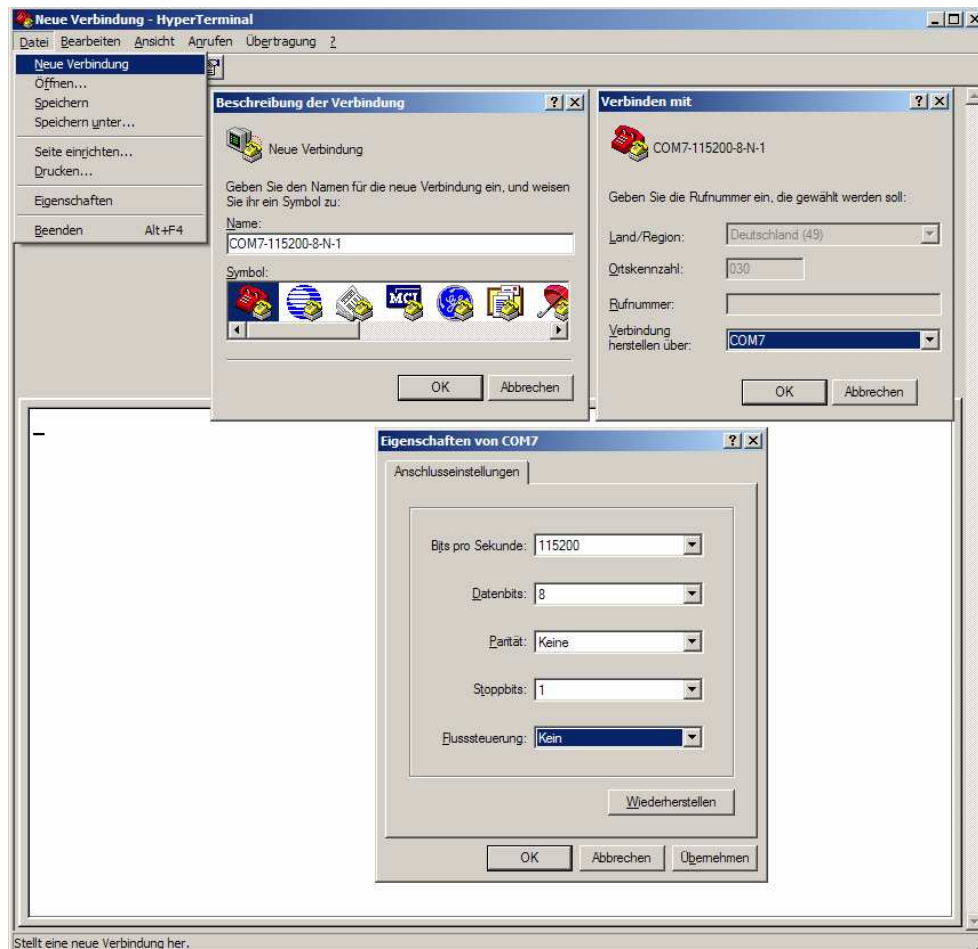 Neue Verbindung - HyperTerminal
Datei Bearbeiten Ansicht Anrufen Übertragung ?
Neue Verbindung
Öffnen...
Speichern
Speichern unter...
Seite einrichten...
Drucken...
Eigenschaften
Beenden Alt+F4
Beschreibung der Verbindung
Neue Verbindung
Geben Sie den Namen für die neue Verbindung ein, und weisen
Sie ihr ein Symbol zu:
Name:
COM7-115200-8-N-1
Symbol:
MCI
OK Abbrechen
Verbinden mit
COM7-115200-8-N-1
Geben Sie die Rufnummer ein, die gewählt werden soll:
Land/Region: Deutschland (49)
Ortskennzahl: 030
Rufnummer:
Verbindung
herstellen über: COM7
OK Abbrechen
Eigenschaften von COM7
Anschlusseinstellungen
Bits pro Sekunde: 115200
Datenbits: 8
Parität: Keine
Stoppbits: 1
Flusssteuerung: Kein
Wiederherstellen
OK Abbrechen Übernehmen
Stellt eine neue Verbindung her.